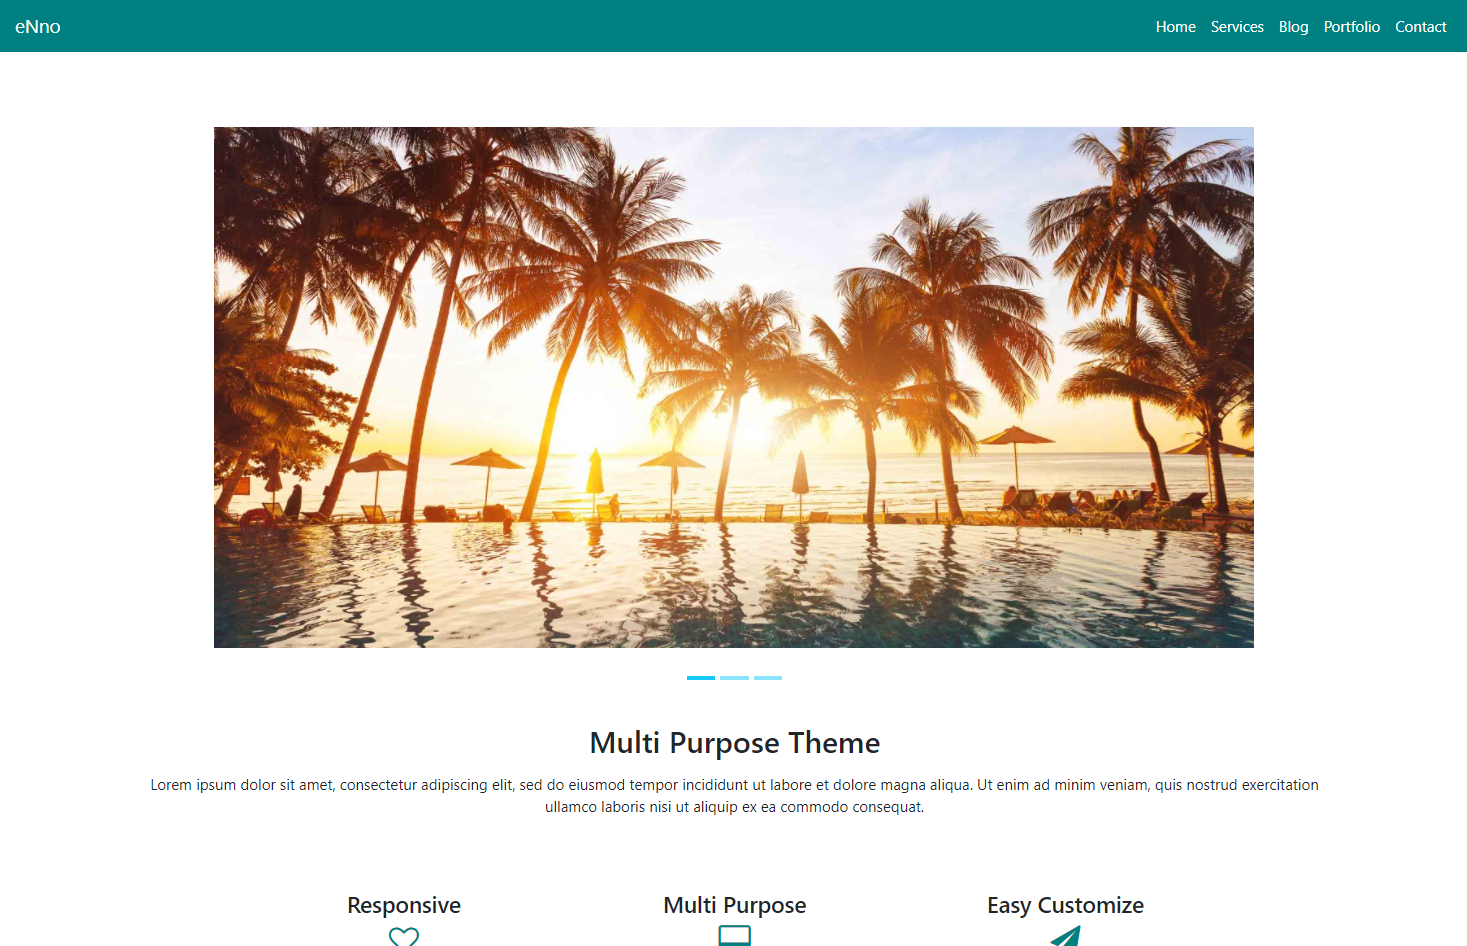 eNno
Home Services Blog Portfolio Contact
Multi Purpose Theme
Lorem ipsum dolor sit amet, consectetur adipiscing elit, sed do eiusmod tempor incididunt ut labore et dolore magna aliqua. Ut enim ad minim veniam, quis nostrud exercitation
ullamco laboris nisi ut aliquip ex ea commodo consequat.
Responsive
Multi Purpose
Easy Customize